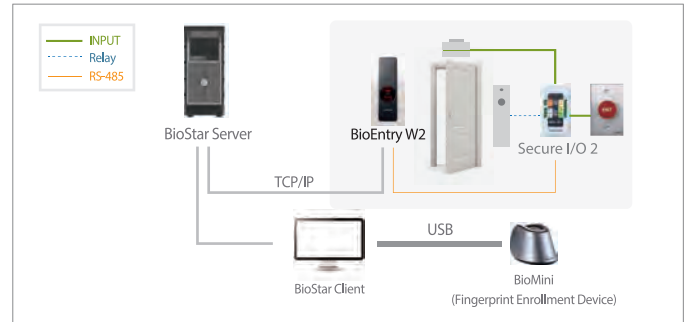 INPUT
Relay
RS-485
BioStar Server
BioEntry W2
EXIT
Secure I/O 2
TCP/IP
USB
BioStar Client
BioMini
(Fingerprint Enrollment Device)